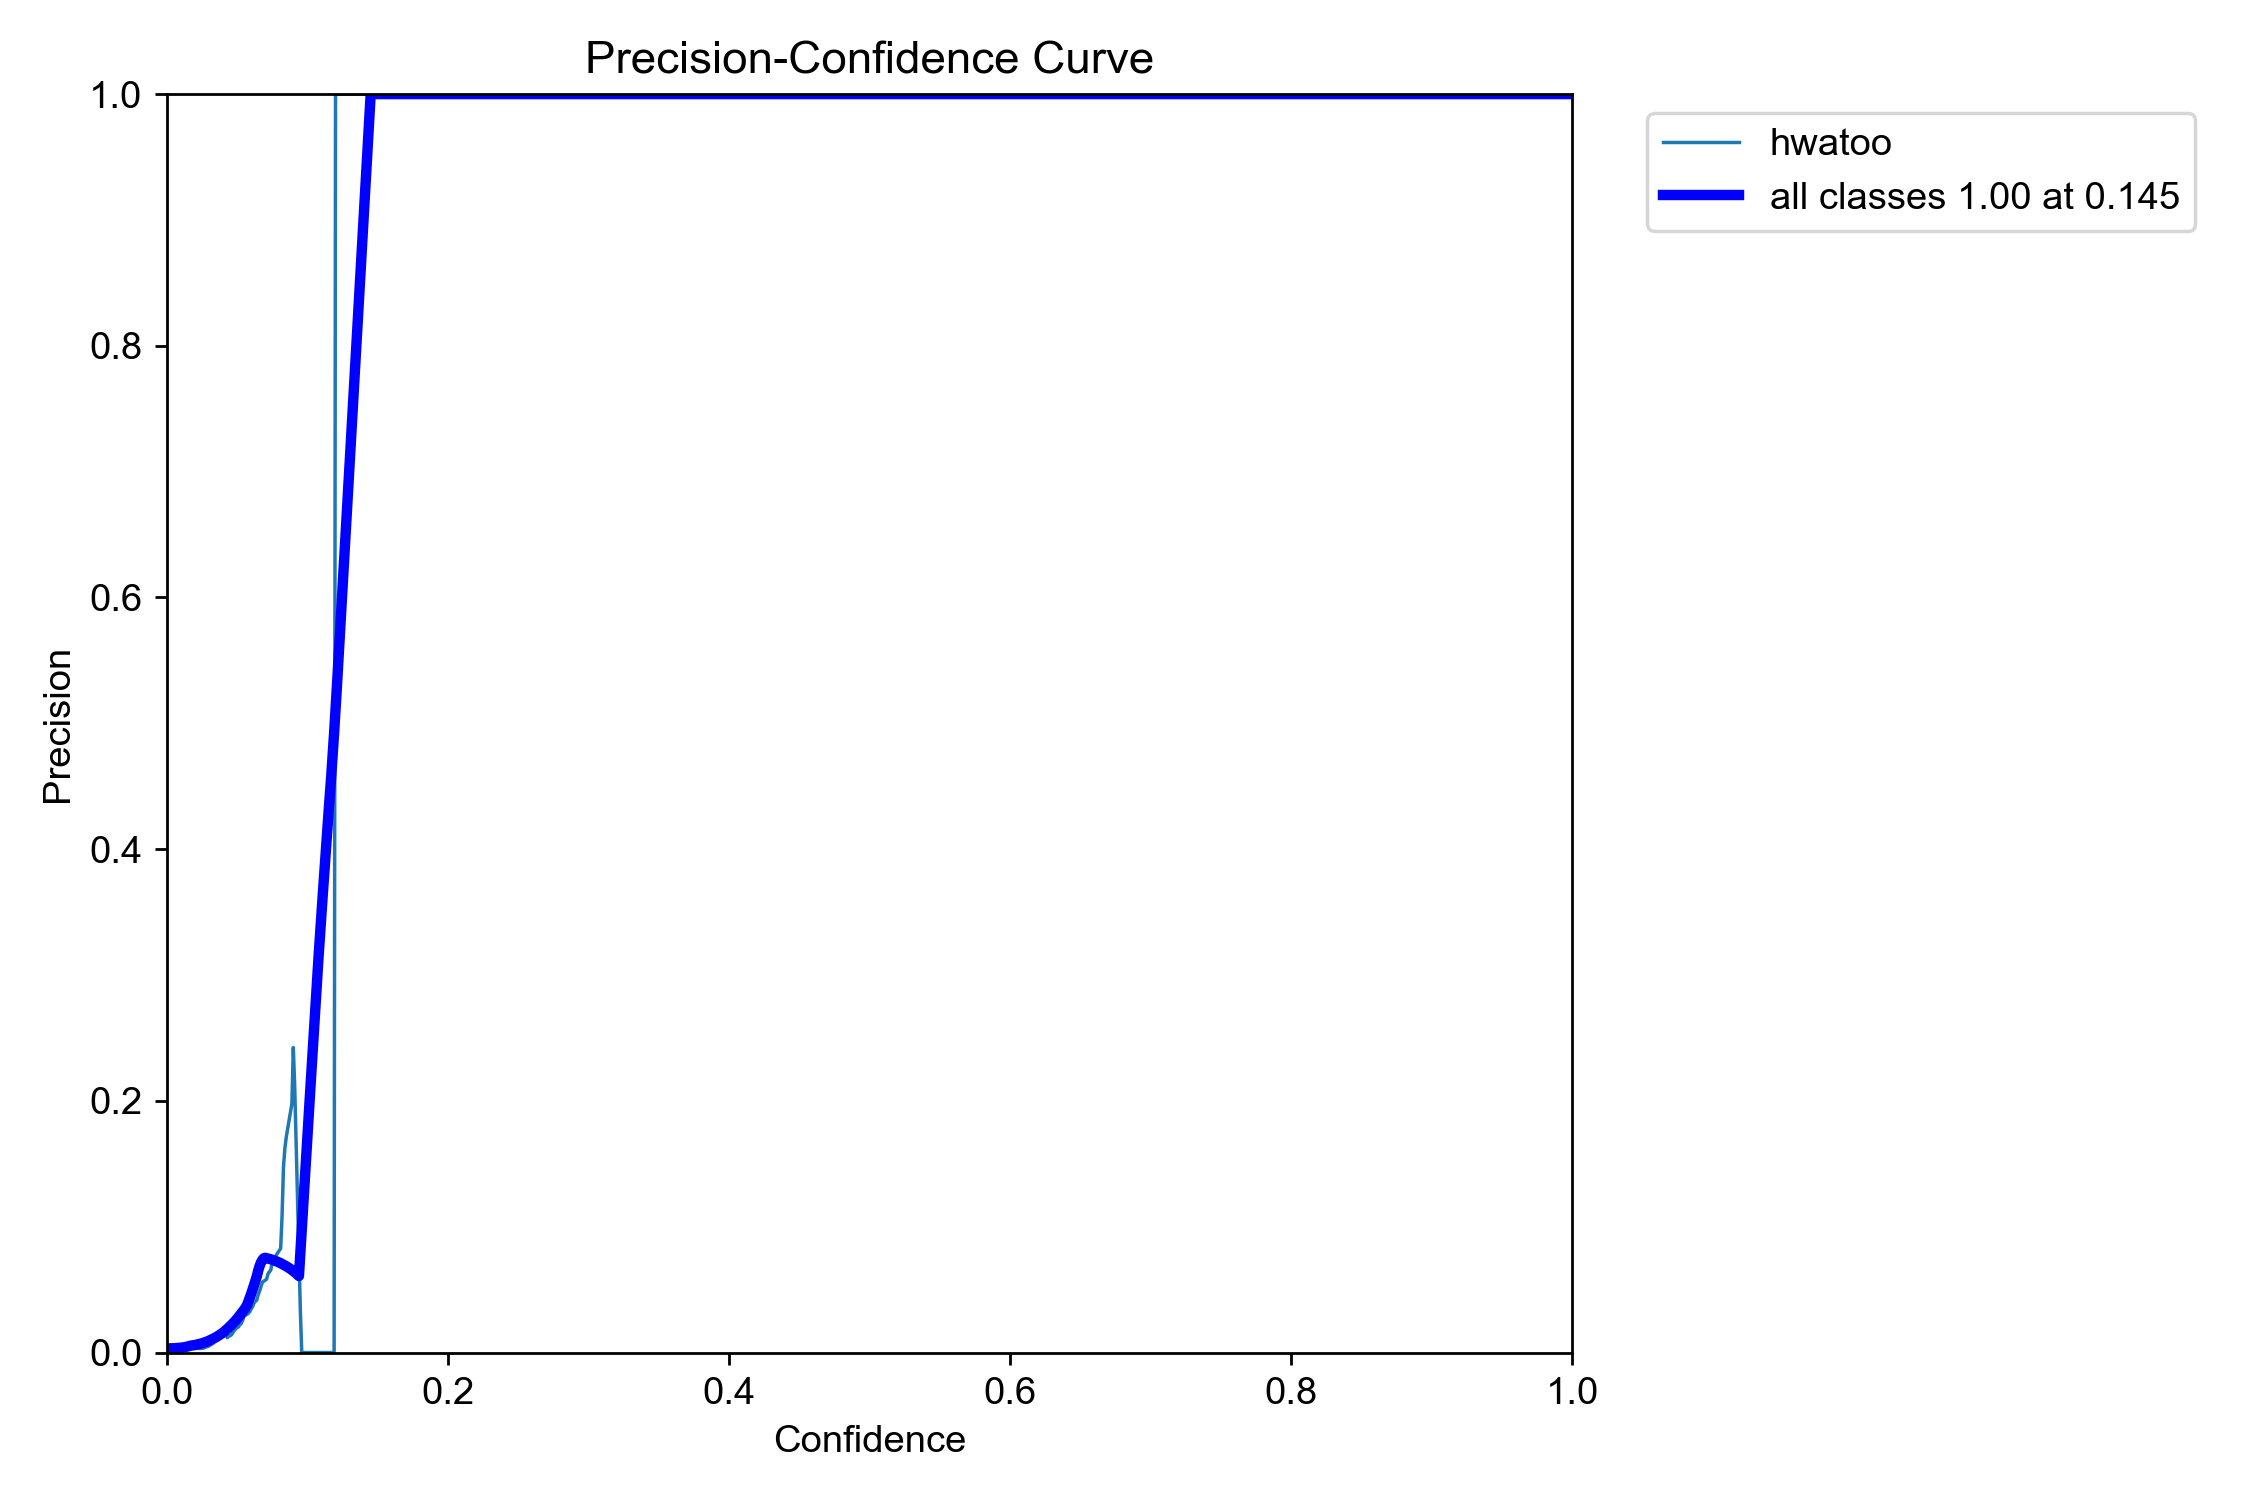 Precision-Confidence Curve
1.0
0.8
0.6
0.4
0.2
0.0
Precision
0.0 0.2 0.4 0.6 0.8 1.0
Confidence
hwatoo
all classes 1.00 at 0.145